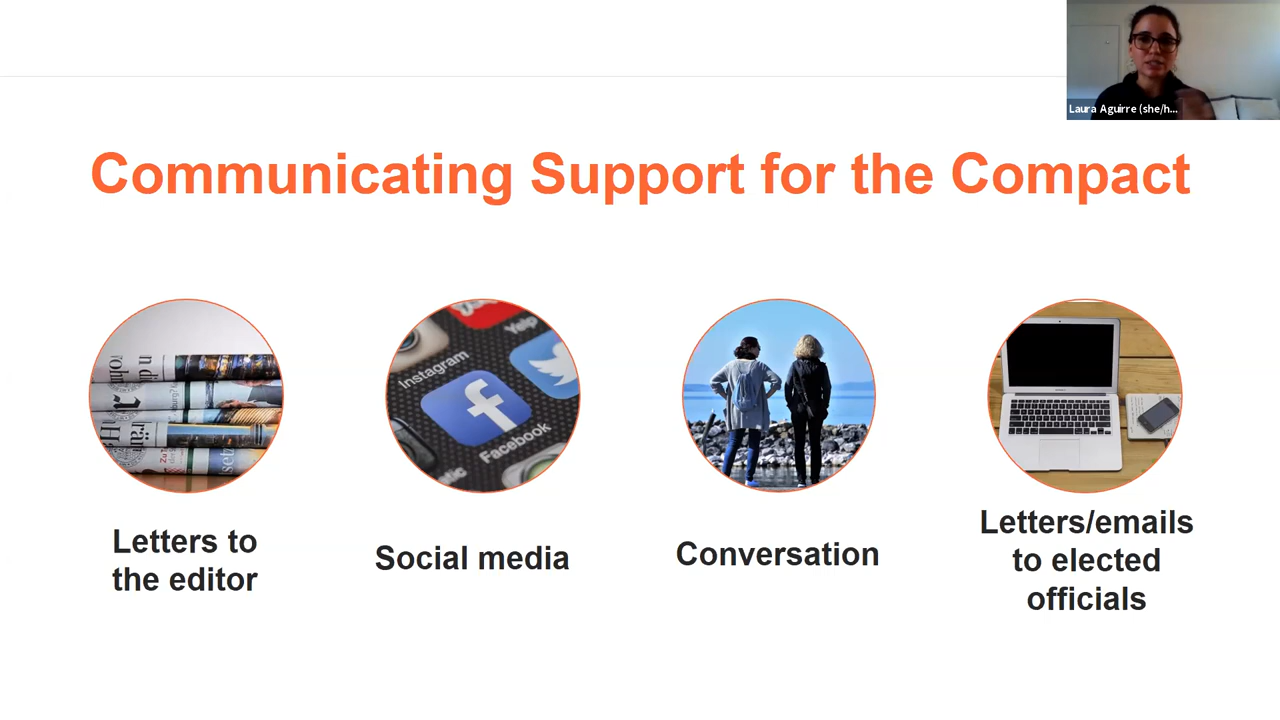 Laura Aguirre (she/h...
Communicating Support for the Compact
Instagram
Yelp
Facebook
Letters to
the editor
Social media
Conversation
Letters/emails
to elected
officials